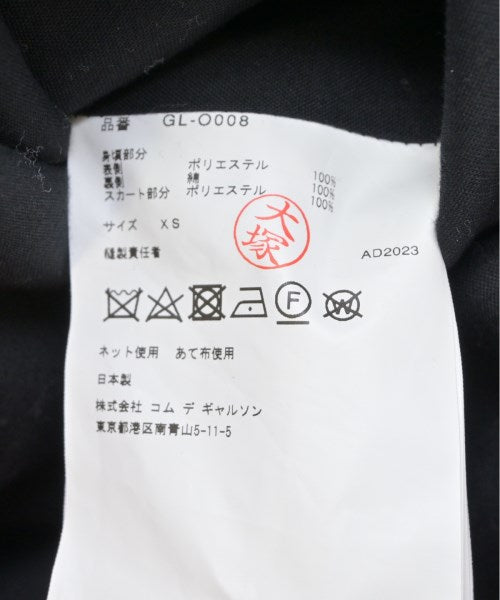 品番 GL-O008
身頃部分
表側 ポリエステル 100%
裏側 綿 100%
スカート部分 ポリエステル 100%
サイズ XS
大塚
縫製責任者 AD2023
F W
ネット使用 あて布使用
日本製
株式会社 コム デ ギャルソン
東京都港区南青山5-11-5